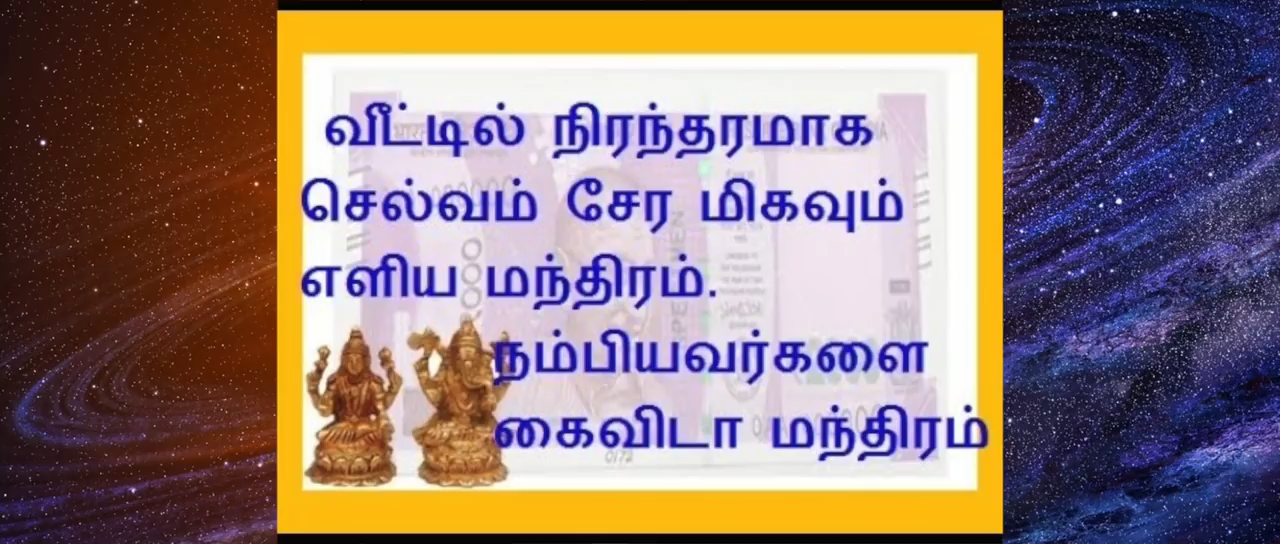 வீட்டில் நிரந்தரமாக
செல்வம் சேர மிகவும்
எளிய மந்திரம்.
நம்பியவர்களை
கைவிடா மந்திரம்